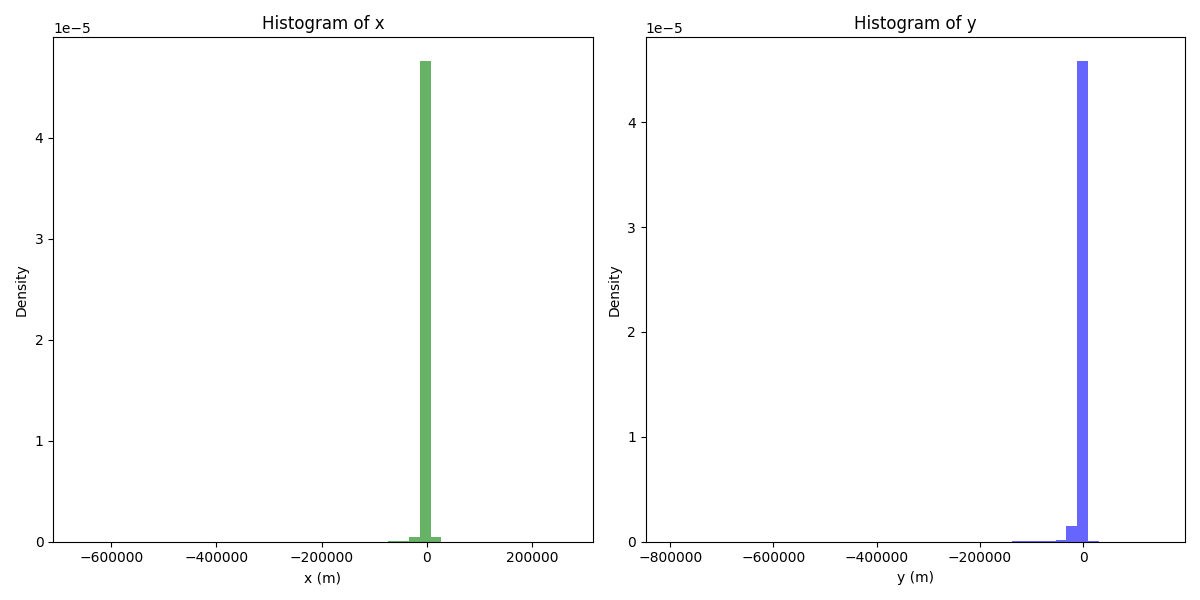 Histogram of x
1e−5
Density
4
3
2
1
0
−600000 −400000 −200000 0 200000
x (m)
Histogram of y
1e−5
Density
4
3
2
1
0
−800000 −600000 −400000 −200000 0
y (m)